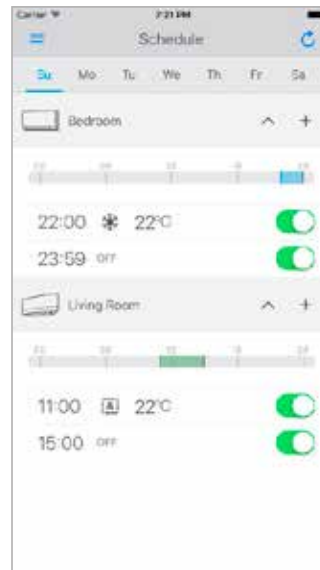 Carrier 7:21 PM
Schedule
Su Mo Tu We Th Fr Sa
Bedroom
22:00 22°C
23:59 OFF
Living Room
11:00 A 22°C
15:00 OFF